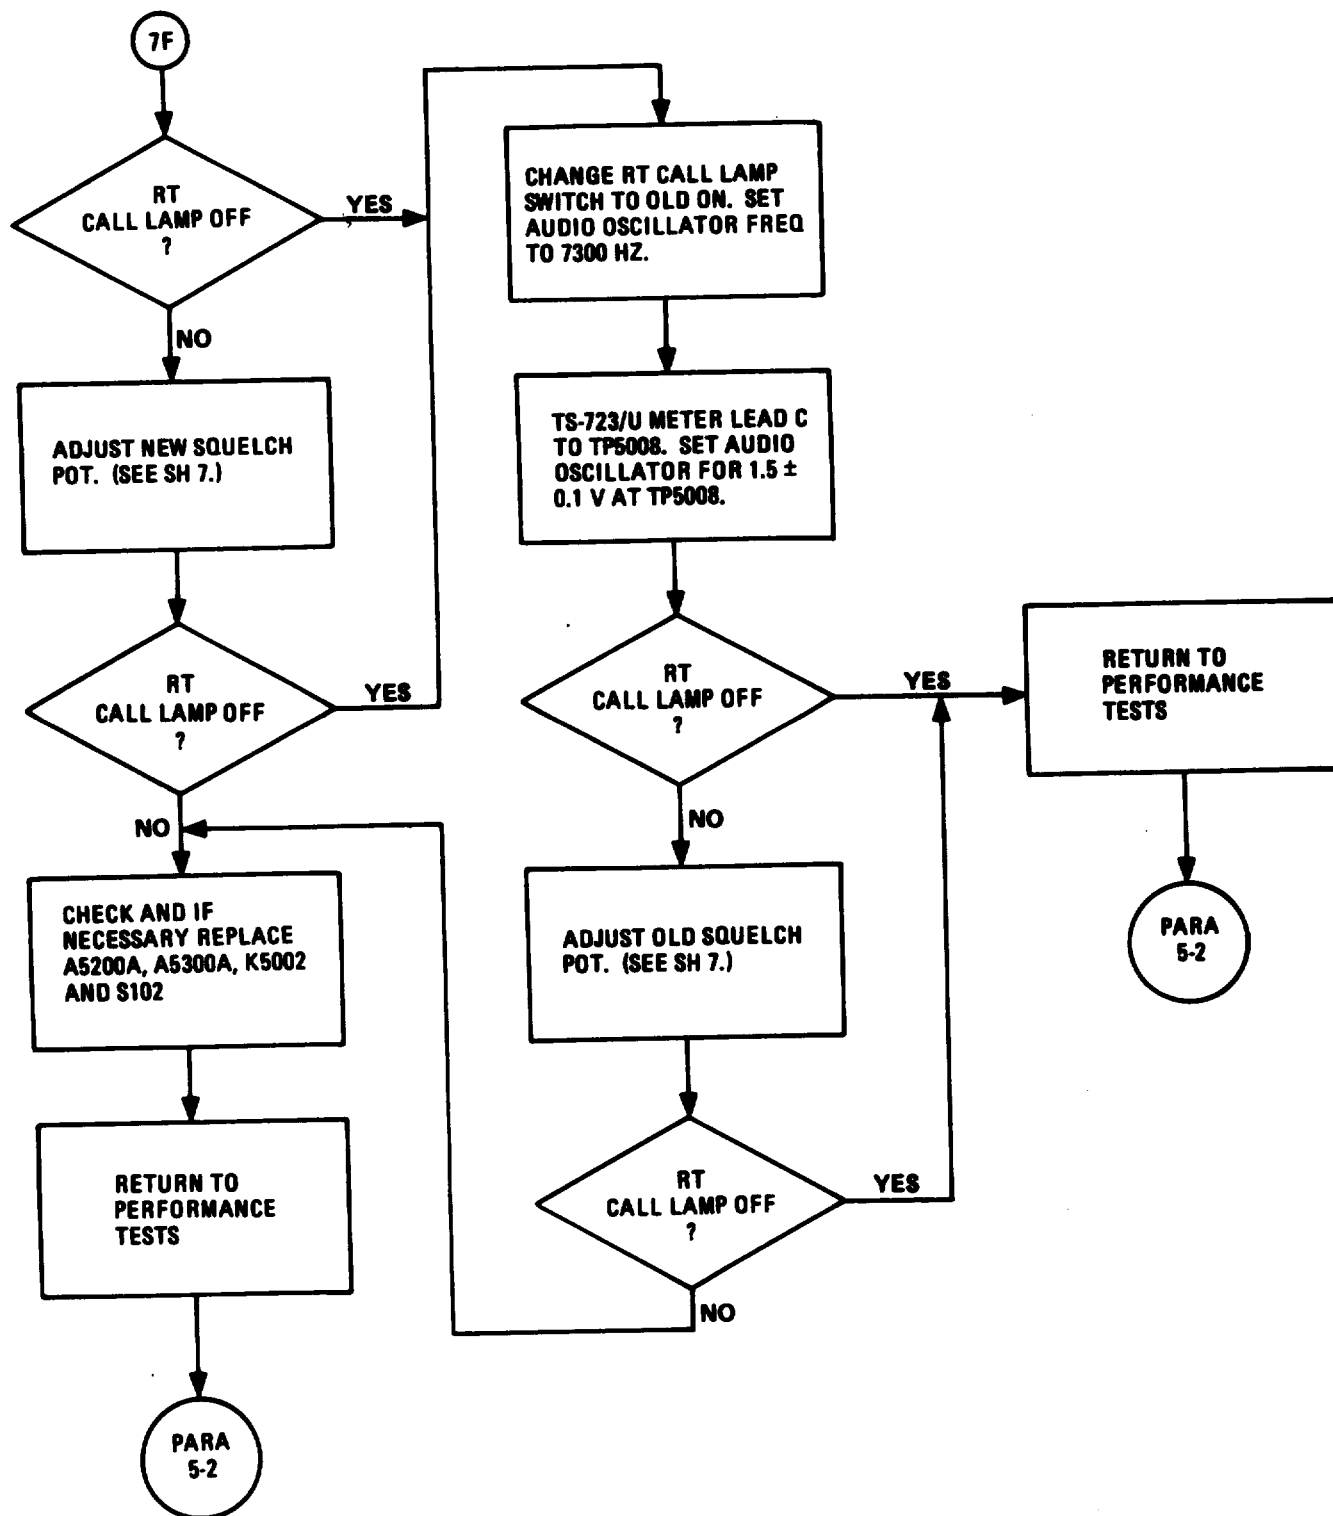 7F
RT
CALL LAMP OFF
?
YES
NO
ADJUST NEW SQUELCH
POT. (SEE SH 7.)
RT
CALL LAMP OFF
?
YES
NO
CHECK AND IF
NECESSARY REPLACE
A5200A, A5300A, K5002
AND S102
RETURN TO
PERFORMANCE
TESTS
PARA
5-2
CHANGE RT CALL LAMP
SWITCH TO OLD ON. SET
AUDIO OSCILLATOR FREQ
TO 7300 HZ.
TS-723/U METER LEAD C
TO TP5008. SET AUDIO
OSCILLATOR FOR 1.5 ±
0.1 V AT TP5008.
RT
CALL LAMP OFF
?
YES
NO
ADJUST OLD SQUELCH
POT. (SEE SH 7.)
RT
CALL LAMP OFF
?
YES
NO
RETURN TO
PERFORMANCE
TESTS
PARA
5-2